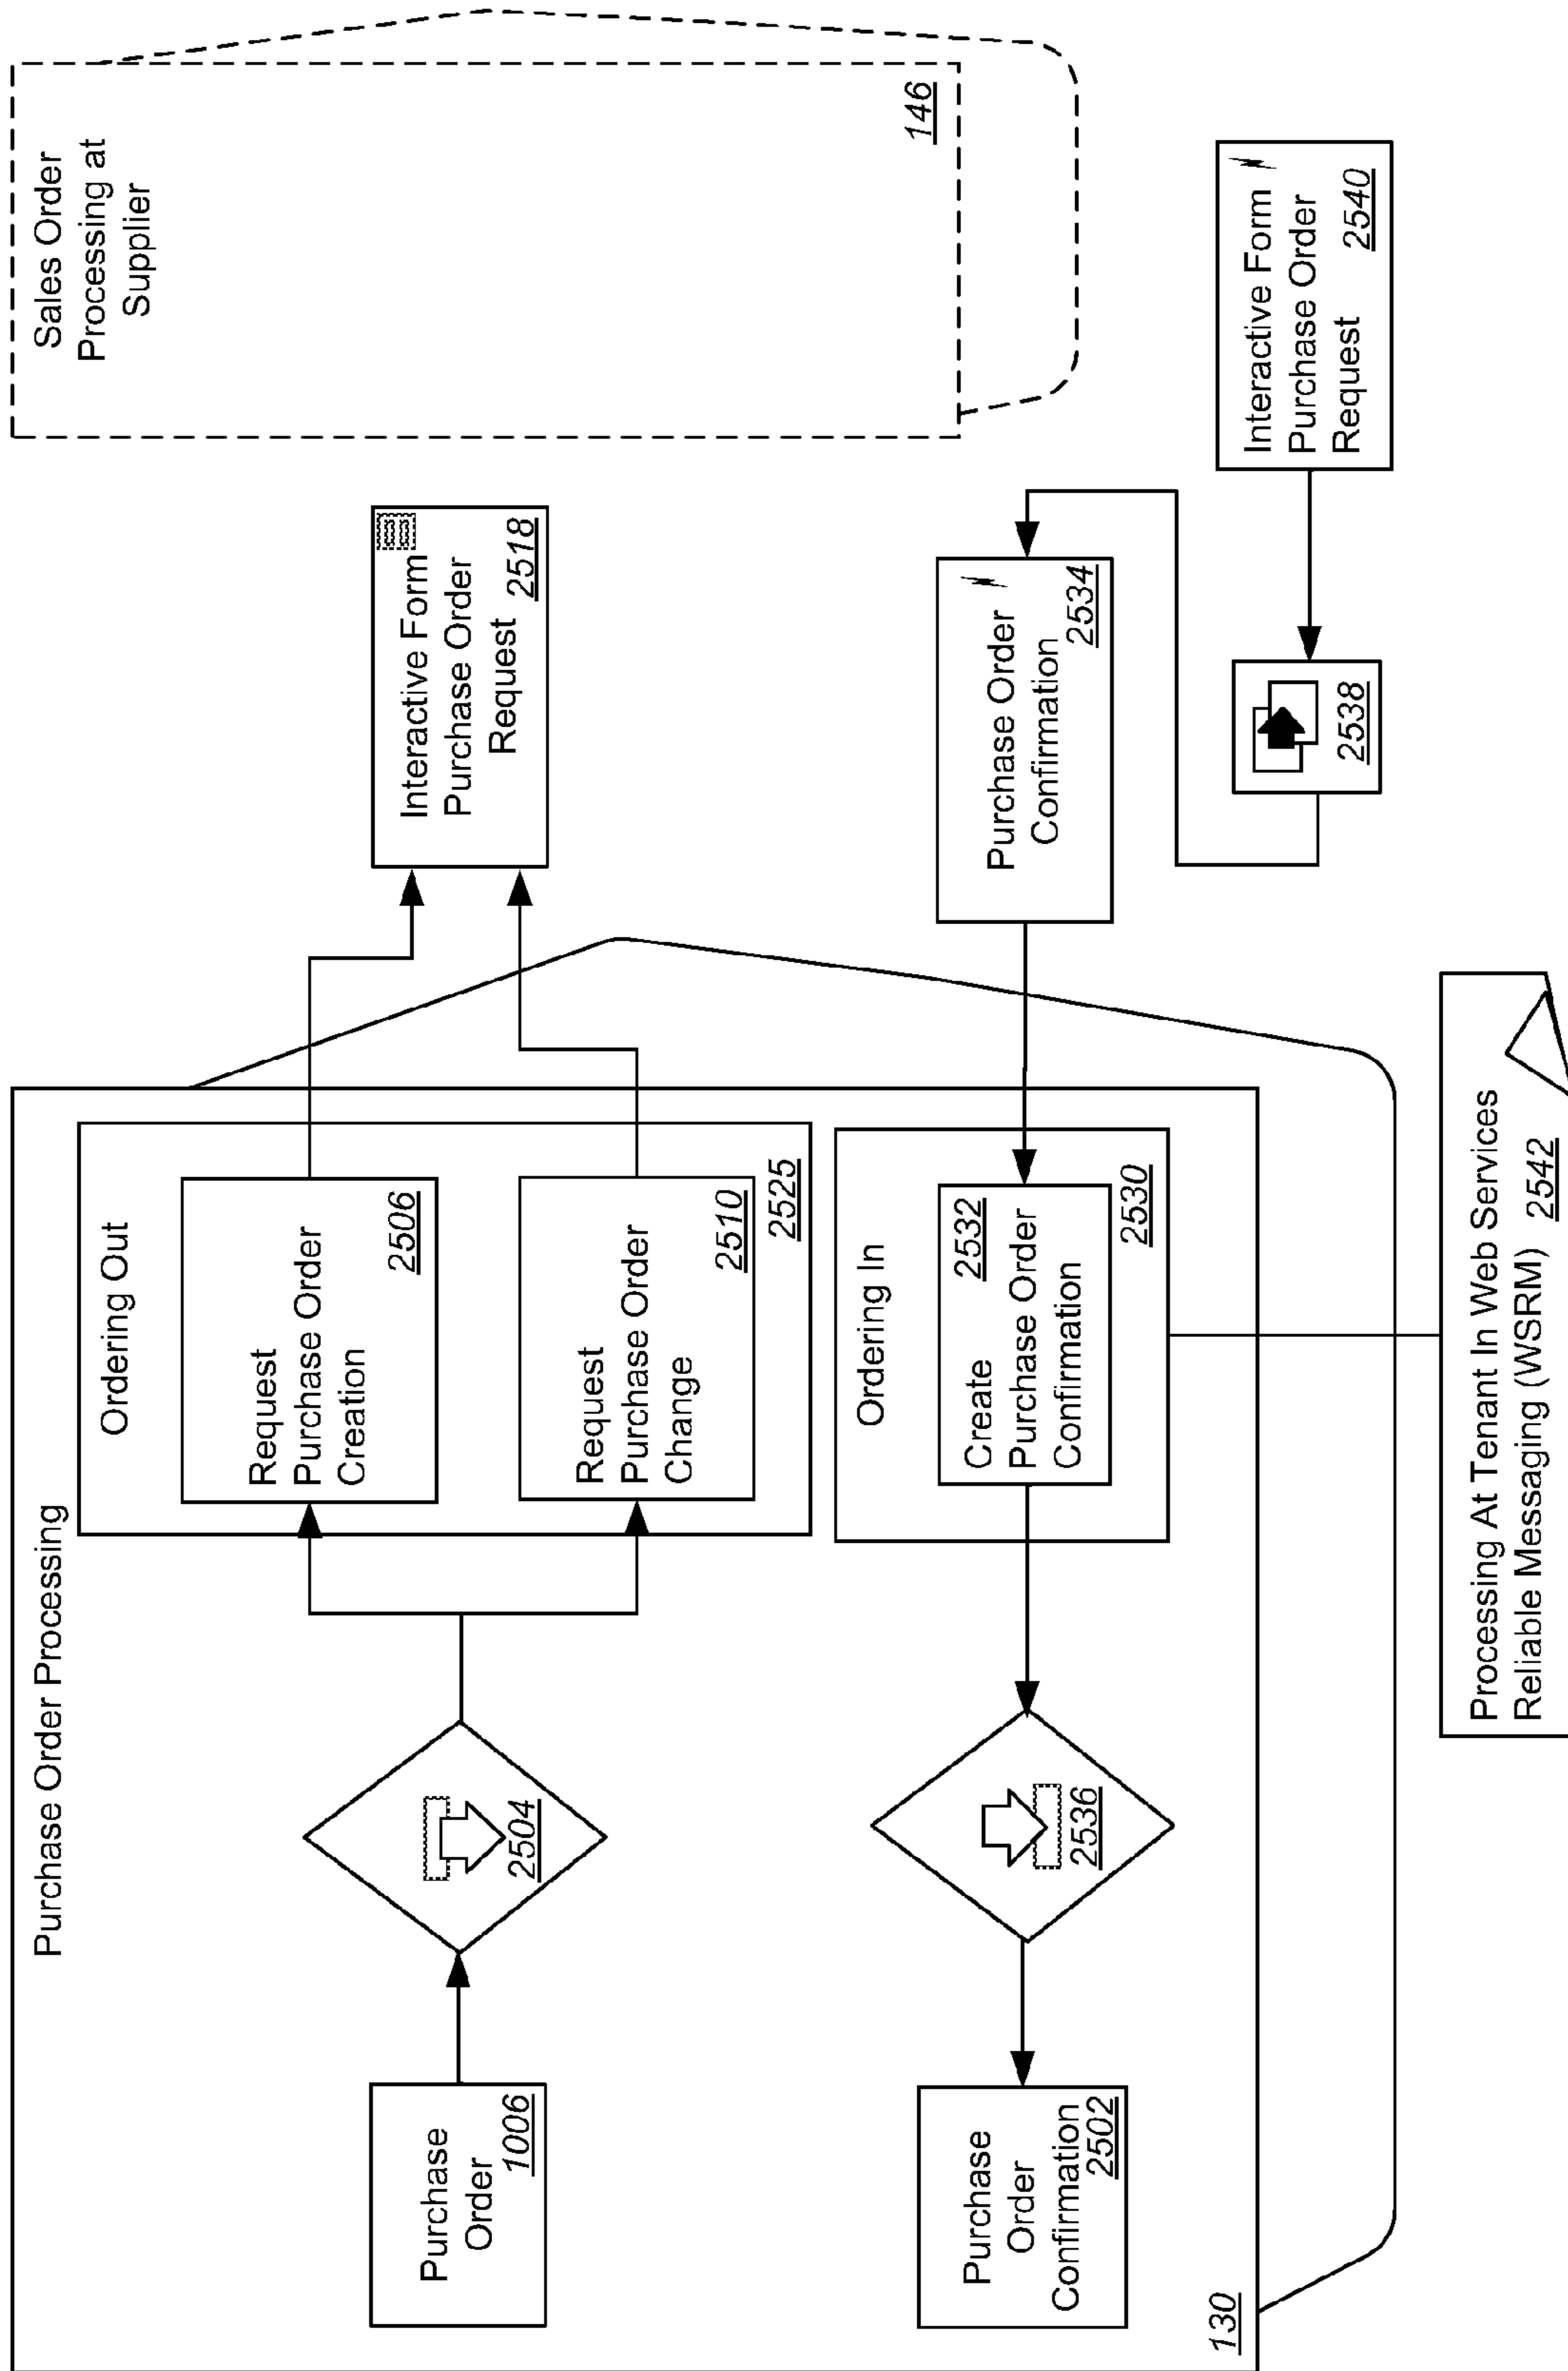 Purchase Order Processing
Purchase
Order
1006
2504
Ordering Out
Request
Purchase Order
Creation
2506
Request
Purchase Order
Change
2510
2525
Interactive Form
Purchase Order
Request
2518
Sales Order
Processing at
Supplier
146
Purchase
Order
Confirmation
2502
2536
Ordering In
2532
Create
Purchase Order
Confirmation
2530
Purchase Order
Confirmation
2534
2538
Interactive Form
Purchase Order
Request
2540
130
Processing At Tenant In Web Services
Reliable Messaging (WSRM)
2542